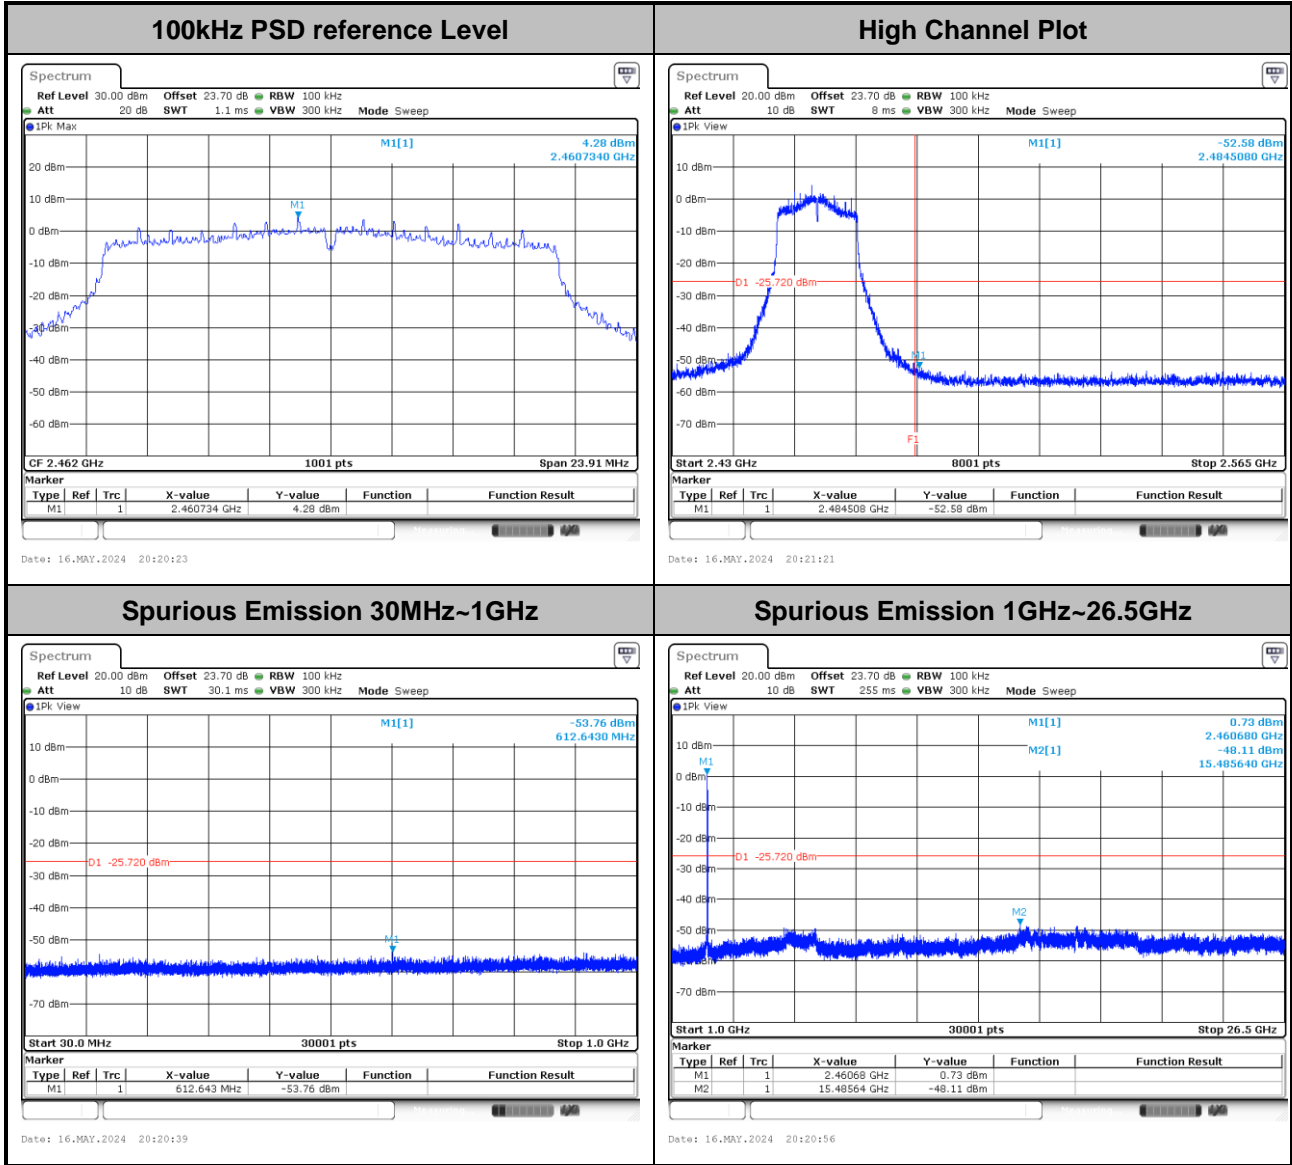 100kHz PSD reference Level
Spectrum
Ref Level 30.00 dBm Offset 23.70 dB RBW 100 kHz
Att 20 dB SWT 1.1 ms VBW 300 kHz Mode Sweep
1Pk Max
M1[1] 4.28 dBm
2.4607340 GHz
20 dBm
10 dBm
M1
0 dBm
-10 dBm
-20 dBm
-30 dBm
-40 dBm
-50 dBm
-60 dBm
CF 2.462 GHz 1001 pts Span 23.91 MHz
Marker
Type Ref Trc X-value Y-value Function Function Result
M1 1 2.460734 GHz 4.28 dBm
Date: 16.MAY.2024 20:20:23
High Channel Plot
Spectrum
Ref Level 20.00 dBm Offset 23.70 dB RBW 100 kHz
Att 10 dB SWT 8 ms VBW 300 kHz Mode Sweep
1Pk View
M1[1] -52.58 dBm
2.4845080 GHz
10 dBm
0 dBm
-10 dBm
-20 dBm
D1 -25.720 dBm
-30 dBm
-40 dBm
M1
-50 dBm
-60 dBm
-70 dBm
F1
Start 2.43 GHz 8001 pts Stop 2.565 GHz
Marker
Type Ref Trc X-value Y-value Function Function Result
M1 1 2.484508 GHz -52.58 dBm
Measuring
Date: 16.MAY.2024 20:21:21
Spurious Emission 30MHz~1GHz
Spectrum
Ref Level 20.00 dBm Offset 23.70 dB RBW 100 kHz
Att 10 dB SWT 30.1 ms VBW 300 kHz Mode Sweep
1Pk View
M1[1] -53.76 dBm
612.6430 MHz
10 dBm
0 dBm
-10 dBm
-20 dBm
D1 -25.720 dBm
-30 dBm
-40 dBm
-50 dBm
M1
-70 dBm
Start 30.0 MHz 30001 pts Stop 1.0 GHz
Marker
Type Ref Trc X-value Y-value Function Function Result
M1 1 612.643 MHz -53.76 dBm
Measuring
Date: 16.MAY.2024 20:20:39
Spurious Emission 1GHz~26.5GHz
Spectrum
Ref Level 20.00 dBm Offset 23.70 dB RBW 100 kHz
Att 10 dB SWT 255 ms VBW 300 kHz Mode Sweep
1Pk View
M1[1] 0.73 dBm
2.460680 GHz
10 dBm
M2[1] -48.11 dBm
M1
15.485640 GHz
0 dBm
-10 dBm
-20 dBm
D1 -25.720 dBm
-30 dBm
-40 dBm
M2
-50 dBm
-70 dBm
Start 1.0 GHz 30001 pts Stop 26.5 GHz
Marker
Type Ref Trc X-value Y-value Function Function Result
M1 1 2.46068 GHz 0.73 dBm
M2 1 15.48564 GHz -48.11 dBm
Measuring
Date: 16.MAY.2024 20:20:56